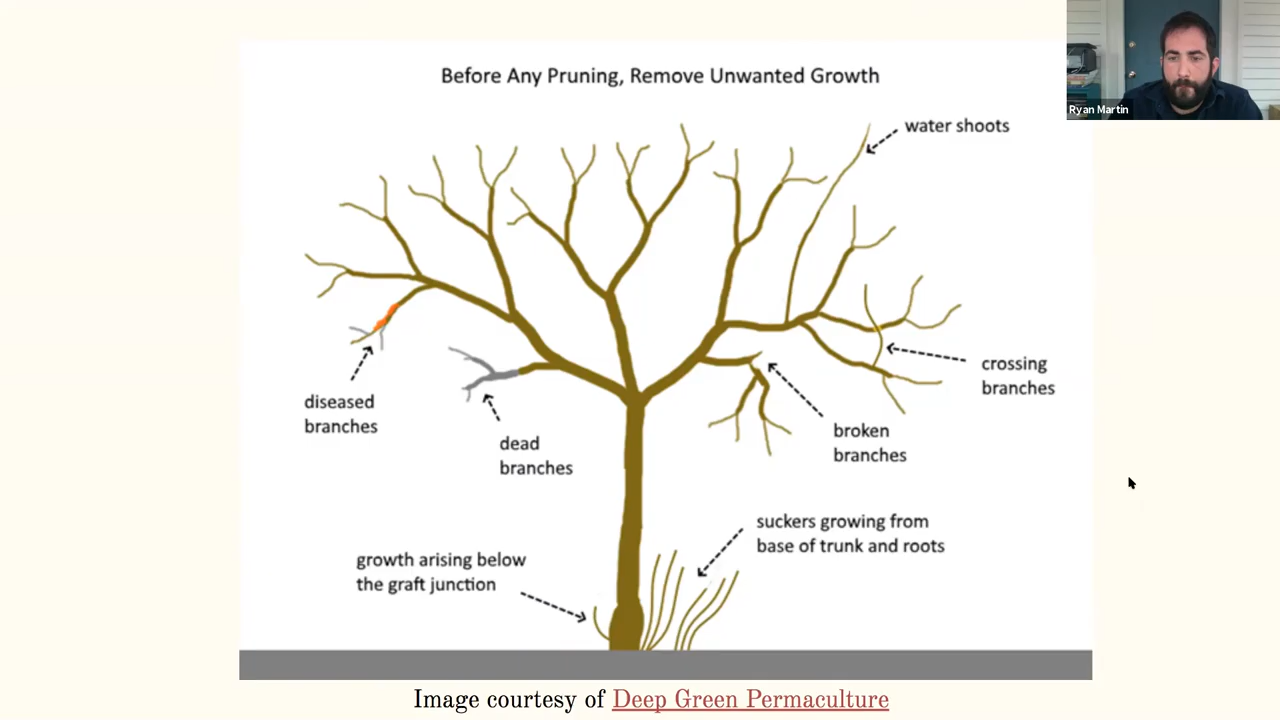 Before Any Pruning, Remove Unwanted Growth
Ryan Martin
water shoots
crossing
branches
diseased
branches
dead
branches
broken
branches
suckers growing from
base of trunk and roots
growth arising below
the graft junction
Image courtesy of Deep Green Permaculture